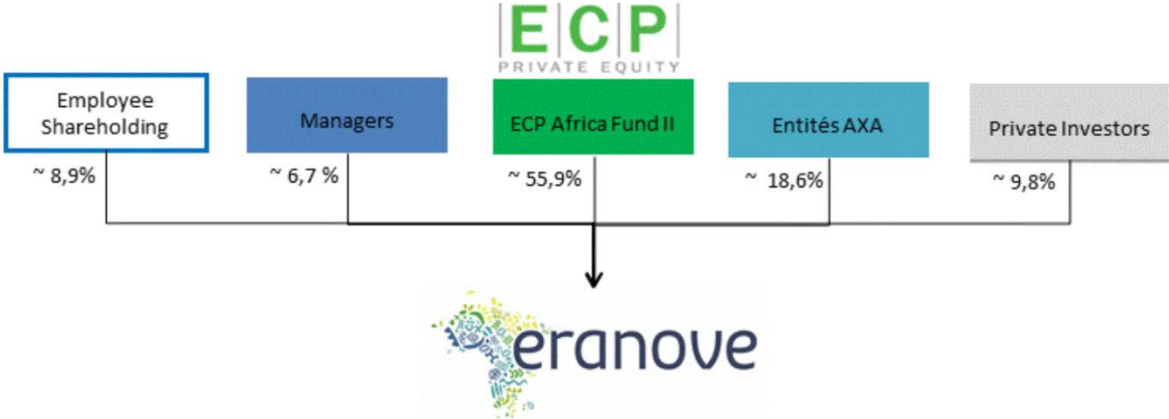 |E|C|P|
PRIVATE EQUITY
Employee
Shareholding
Managers
ECP Africa Fund II
Entités AXA
Private Investors
~ 8,9%
~ 6,7 %
~ 55,9%
~ 18,6%
~ 9,8%
eranove